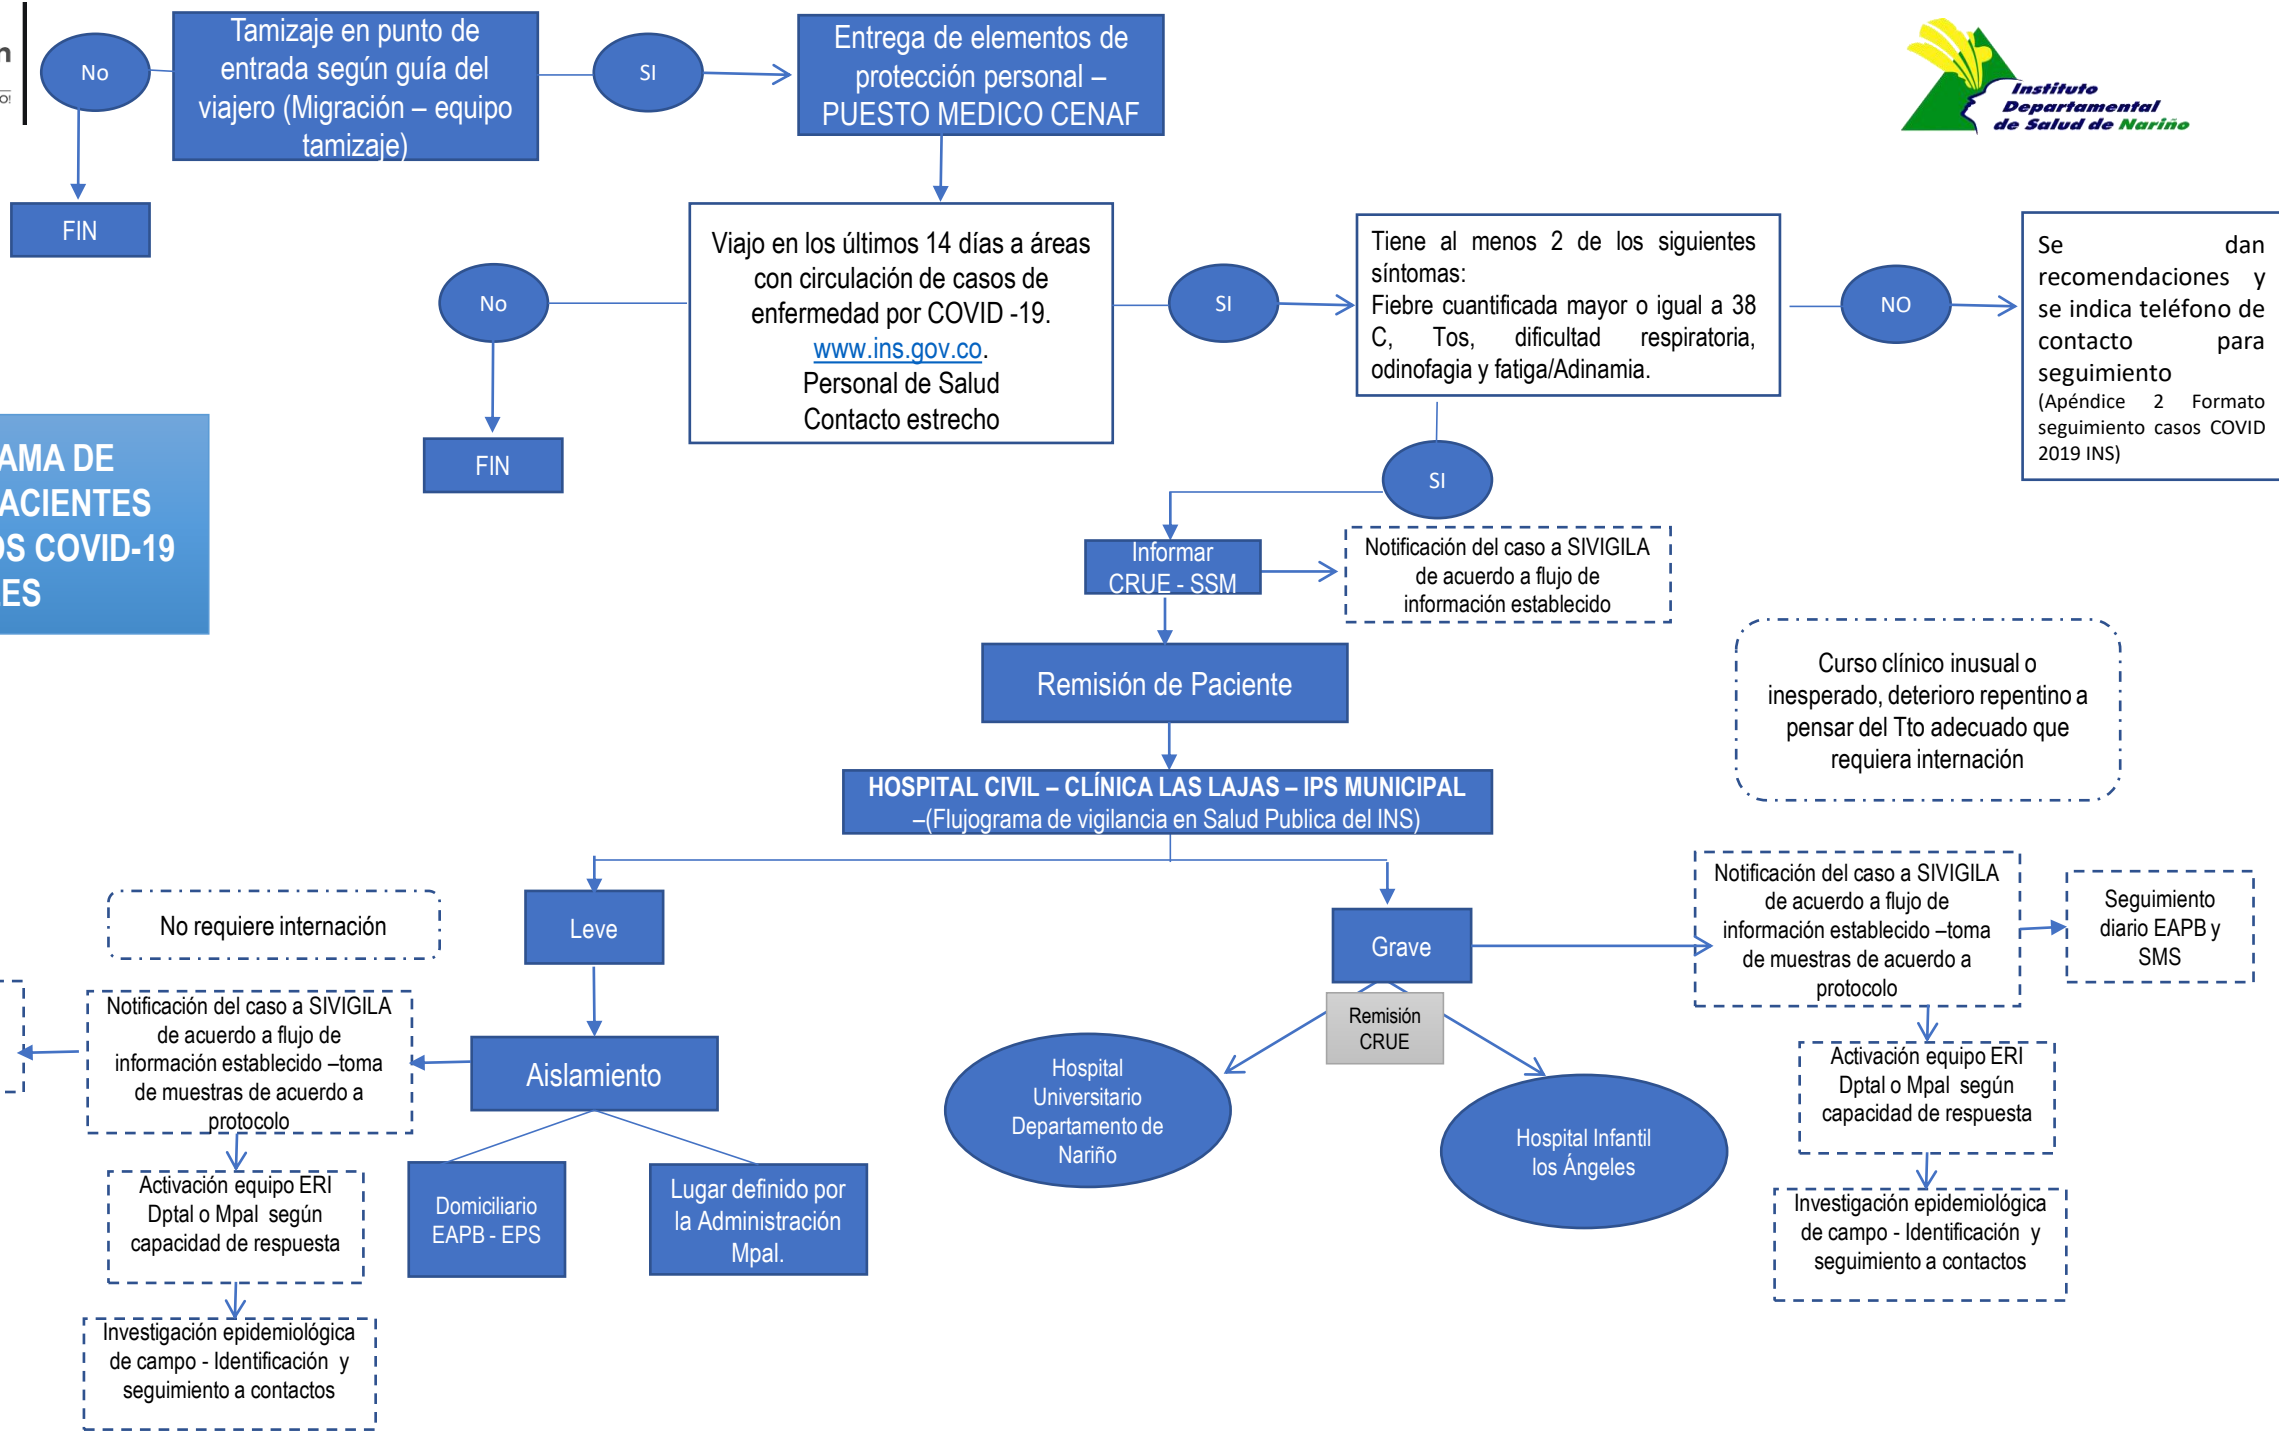 No
Tamizaje en punto de
entrada según guía del
viajero (Migración – equipo
tamizaje)
SI
Entrega de elementos de
protección personal –
PUESTO MEDICO CENAF
Instituto
Departamental
de Salud de Nariño
FIN
Viajo en los últimos 14 días a áreas
con circulación de casos de
enfermedad por COVID -19.
www.ins.gov.co.
Personal de Salud
Contacto estrecho
No
FIN
SI
Tiene al menos 2 de los siguientes
síntomas:
Fiebre cuantificada mayor o igual a 38
C, Tos, dificultad respiratoria,
odinofagia y fatiga/Adinamia.
NO
Se dan
recomendaciones y
se indica teléfono de
contacto para
seguimiento
(Apéndice 2 Formato
seguimiento casos COVID
2019 INS)
AMA DE
ACIENTES
OS COVID-19
ES
SI
Informar
CRUE - SSM
Notificación del caso a SIVIGILA
de acuerdo a flujo de
información establecido
Remisión de Paciente
Curso clínico inusual o
inesperado, deterioro repentino a
pensar del Tto adecuado que
requiera internación
HOSPITAL CIVIL – CLÍNICA LAS LAJAS – IPS MUNICIPAL
–(Flujograma de vigilancia en Salud Publica del INS)
No requiere internación
Leve
Grave
Notificación del caso a SIVIGILA
de acuerdo a flujo de
información establecido –toma
de muestras de acuerdo a
protocolo
Seguimiento
diario EAPB y
SMS
Notificación del caso a SIVIGILA
de acuerdo a flujo de
información establecido –toma
de muestras de acuerdo a
protocolo
Aislamiento
Remisión
CRUE
Hospital
Universitario
Departamento de
Nariño
Hospital Infantil
los Ángeles
Activación equipo ERI
Dptal o Mpal según
capacidad de respuesta
Activación equipo ERI
Dptal o Mpal según
capacidad de respuesta
Domiciliario
EAPB - EPS
Lugar definido por
la Administración
Mpal.
Investigación epidemiológica
de campo - Identificación y
seguimiento a contactos
Investigación epidemiológica
de campo - Identificación y
seguimiento a contactos